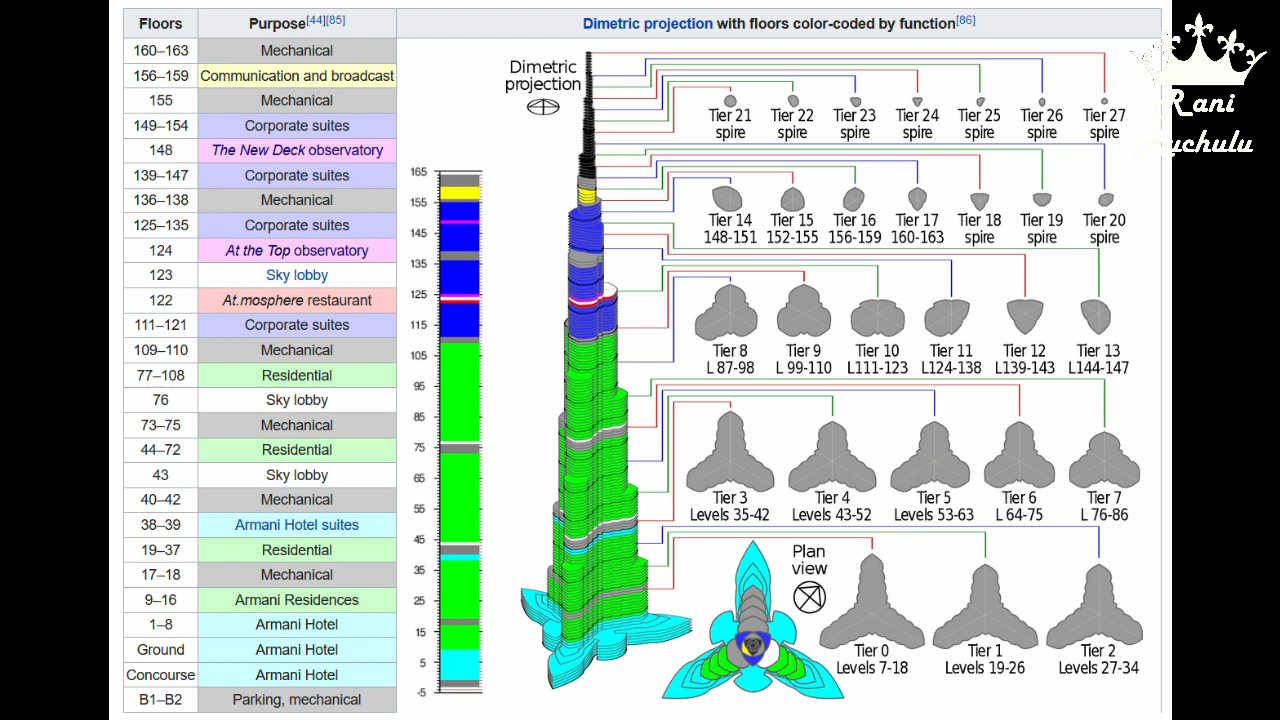 Floors Purpose[44][85] Dimetric projection with floors color-coded by function[86]
160–163 Mechanical
156–159 Communication and broadcast
155 Mechanical
149–154 Corporate suites
148 The New Deck observatory
139–147 Corporate suites
136–138 Mechanical
125–135 Corporate suites
124 At the Top observatory
123 Sky lobby
122 At.mosphere restaurant
111–121 Corporate suites
109–110 Mechanical
77–108 Residential
76 Sky lobby
73–75 Mechanical
44–72 Residential
43 Sky lobby
40–42 Mechanical
38–39 Armani Hotel suites
19–37 Residential
17–18 Mechanical
9–16 Armani Residences
1–8 Armani Hotel
Ground Armani Hotel
Concourse Armani Hotel
B1–B2 Parking, mechanical
165
155
145
135
125
115
105
95
85
75
65
55
45
35
25
15
5
-5
Dimetric
projection
Tier 21 Tier 22 Tier 23 Tier 24 Tier 25 Tier 26 Tier 27
spire spire spire spire spire spire spire
Tier 14 Tier 15 Tier 16 Tier 17 Tier 18 Tier 19 Tier 20
148-151 152-155 156-159 160-163 spire spire spire
Tier 8 Tier 9 Tier 10 Tier 11 Tier 12 Tier 13
L 87-98 L 99-110 L111-123 L124-138 L139-143 L144-147
Tier 3 Tier 4 Tier 5 Tier 6 Tier 7
Levels 35-42 Levels 43-52 Levels 53-63 L 64-75 L 76-86
Plan
view
Tier 0 Tier 1 Tier 2
Levels 7-18 Levels 19-26 Levels 27-34
Rani